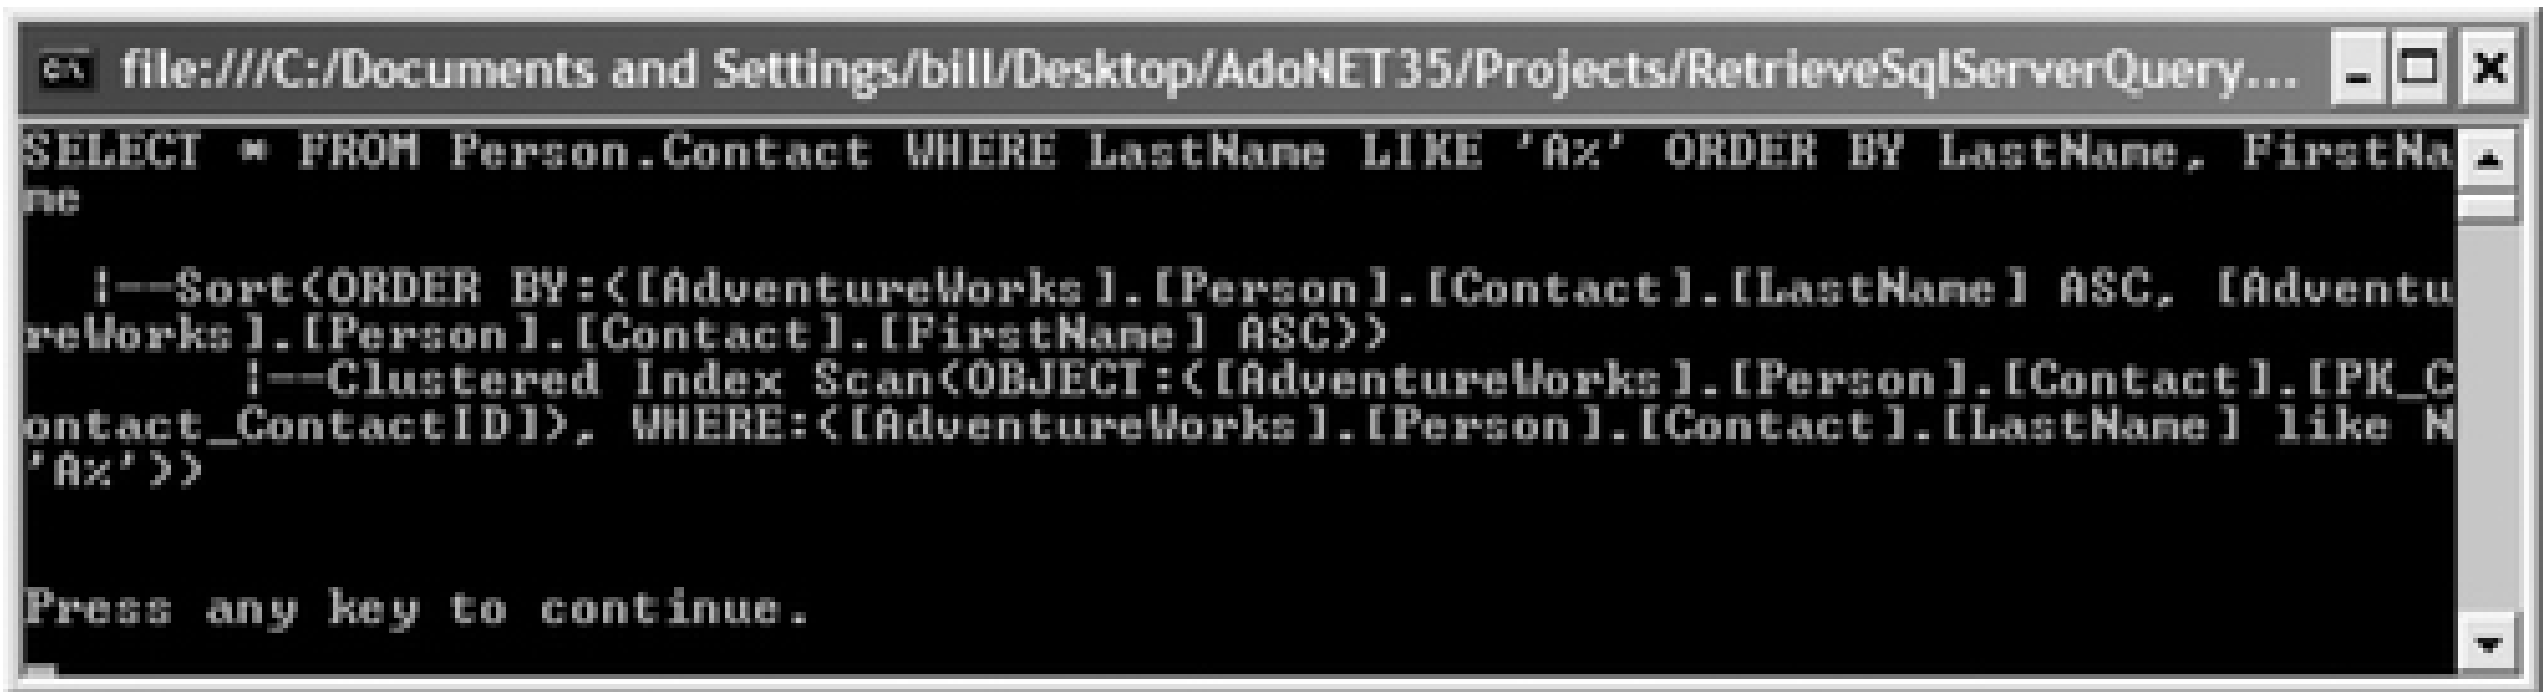 file:///C:/Documents and Settings/bill/Desktop/AdoNET35/Projects/RetrieveSqlServerQuery...
SELECT * FROM Person.Contact WHERE LastName LIKE 'A%' ORDER BY LastName, FirstNa
me
|--Sort(ORDER BY:([AdventureWorks].[Person].[Contact].[LastName] ASC, [Adventu
reWorks].[Person].[Contact].[FirstName] ASC))
|--Clustered Index Scan(OBJECT:([AdventureWorks].[Person].[Contact].[PK_C
ontact_ContactID]), WHERE:([AdventureWorks].[Person].[Contact].[LastName] like N
'A%'))
Press any key to continue.